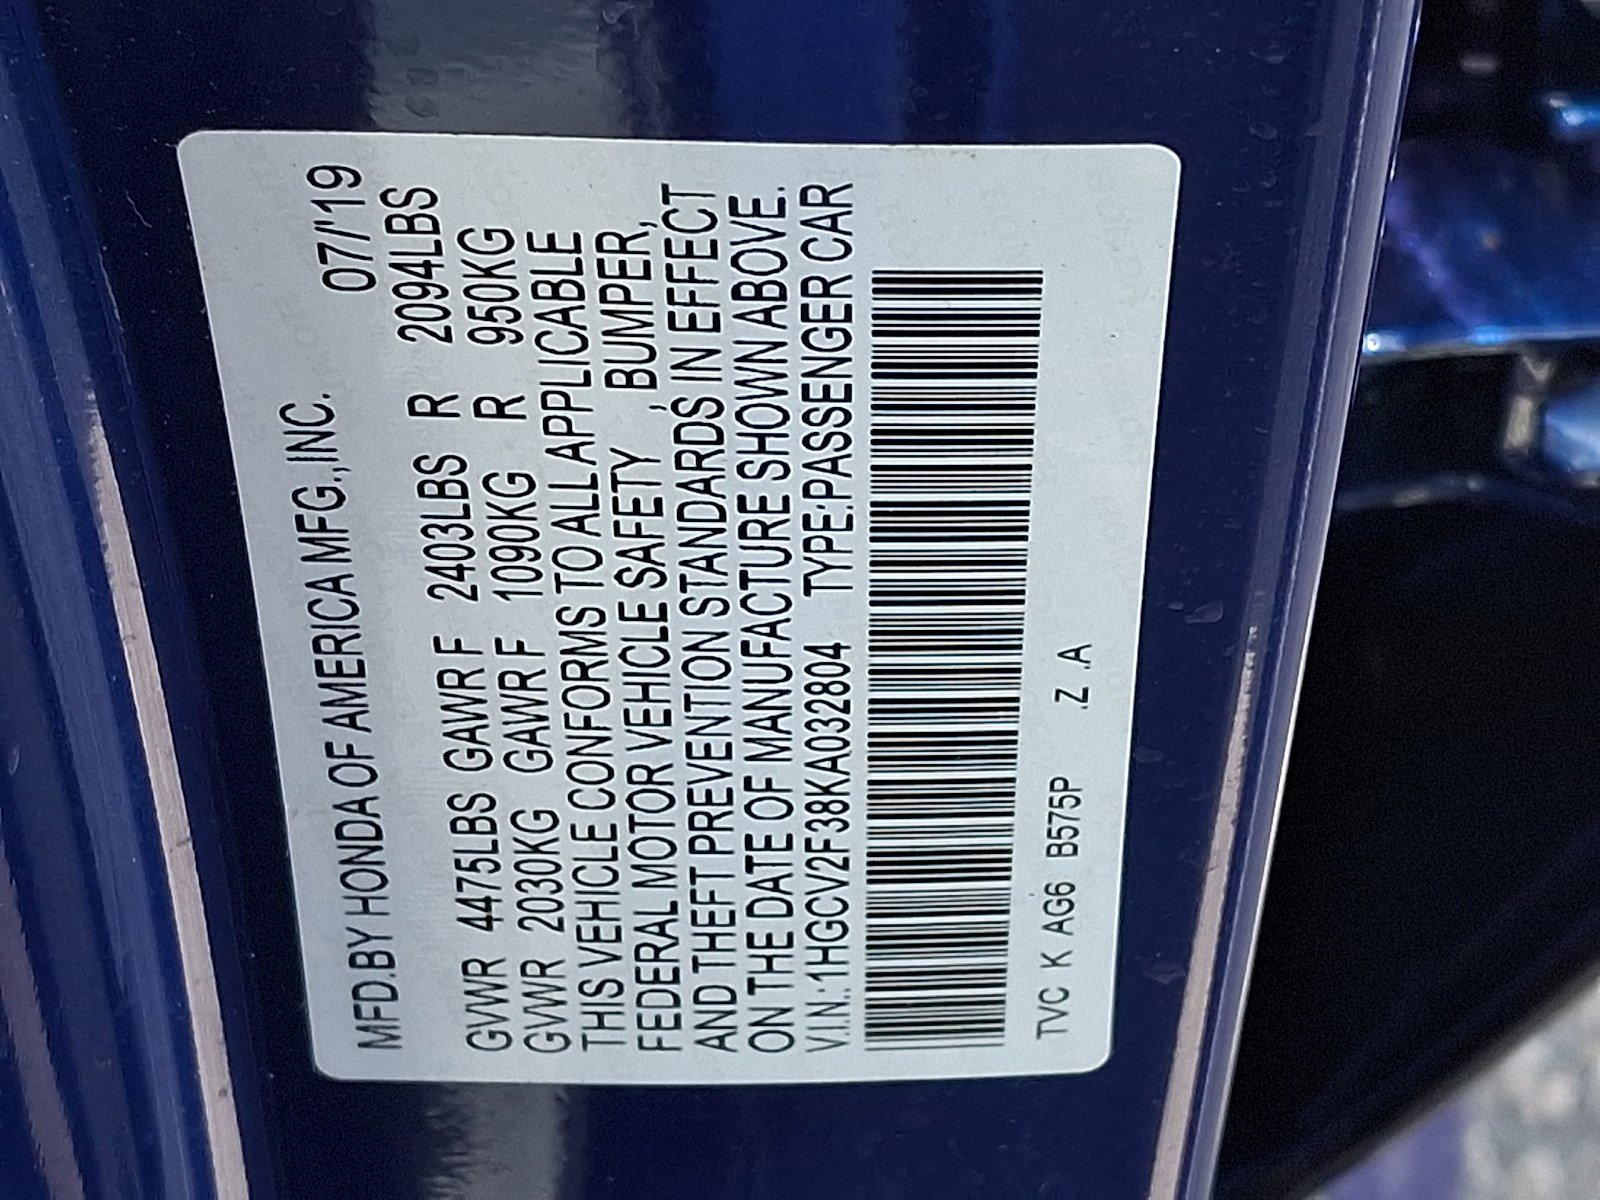 MFD.BY HONDA OF AMERICA MFG.,INC. 07/'19
GVWR 4475LBS GAWR F 2403LBS R 2094LBS
GVWR 2030KG GAWR F 1090KG R 950KG
THIS VEHICLE CONFORMS TO ALL APPLICABLE
FEDERAL MOTOR VEHICLE SAFETY , BUMPER,
AND THEFT PREVENTION STANDARDS IN EFFECT
ON THE DATE OF MANUFACTURE SHOWN ABOVE.
V.I.N.:1HGCV2F38KA032804 TYPE:PASSENGER CAR
TVC K AG6 B575P .Z .A